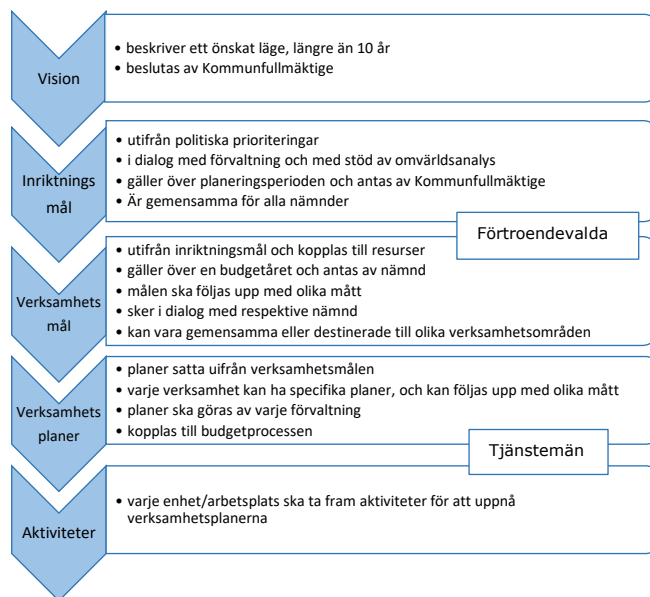 Vision
• beskriver ett önskat läge, längre än 10 år
• beslutas av Kommunfullmäktige
Inriktnings
mål
• utifrån politiska prioriteringar
• i dialog med förvaltning och med stöd av omvärldsanalys
• gäller över planeringsperioden och antas av Kommunfullmäktige
• Är gemensamma för alla nämnder
Förtroendevalda
Verksamhets
mål
• utifrån inriktningsmål och kopplas till resurser
• gäller över en budgetåret och antas av nämnd
• målen ska följas upp med olika mått
• sker i dialog med respektive nämnd
• kan vara gemensamma eller destinerade till olika verksamhetsområden
Verksamhets
planer
• planer satta uifrån verksamhetsmålen
• varje verksamhet kan ha specifika planer, och kan följas upp med olika mått
• planer ska göras av varje förvaltning
• kopplas till budgetprocessen
Tjänstemän
Aktiviteter
• varje enhet/arbetsplats ska ta fram aktiviteter för att uppnå
verksamhetsplanerna